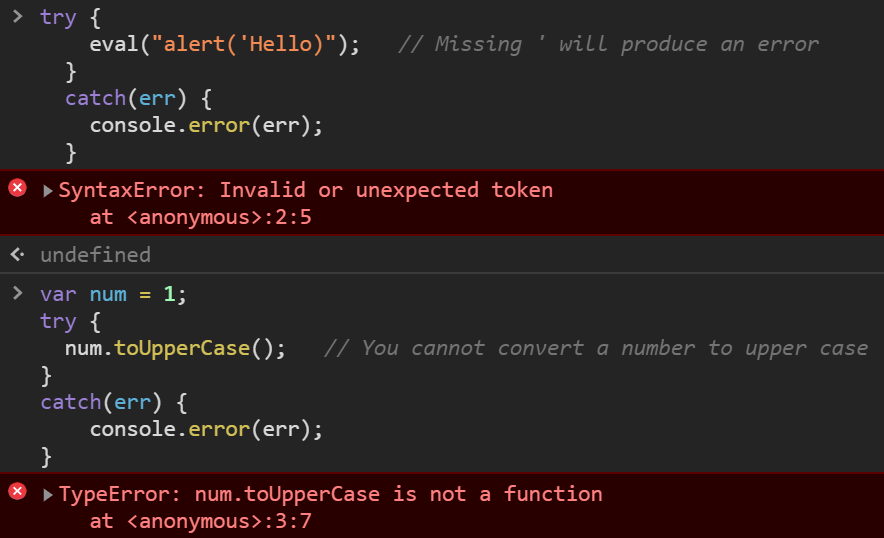 try {
eval("alert('Hello)");   // Missing ' will produce an error
}
catch(err) {
console.error(err);
}
SyntaxError: Invalid or unexpected token
at <anonymous>:2:5
undefined
var num = 1;
try {
num.toUpperCase();   // You cannot convert a number to upper case
}
catch(err) {
console.error(err);
}
TypeError: num.toUpperCase is not a function
at <anonymous>:3:7